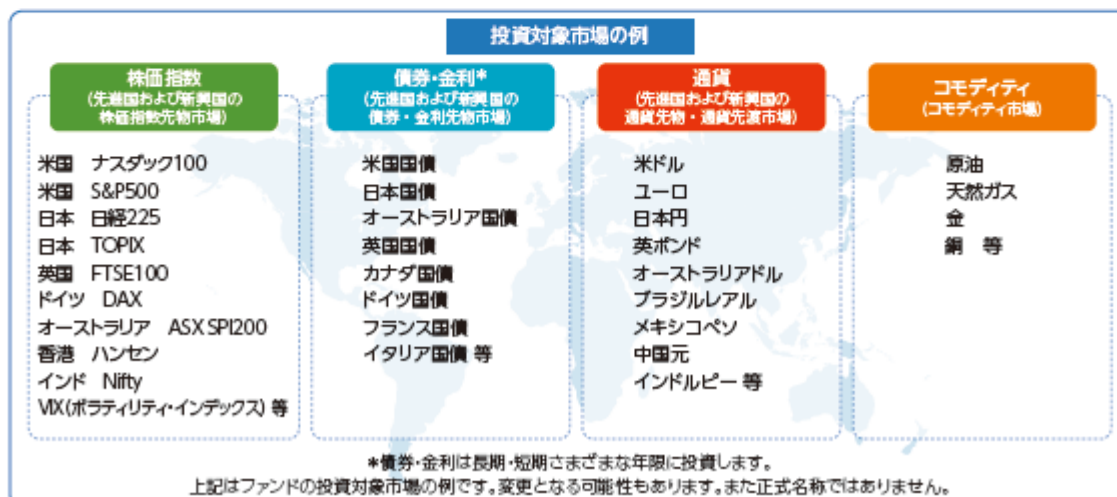 投資対象市場の例
株価指数
(先進国および新興国の
株価指数先物市場)
米国　ナスダック100
米国　S&P500
日本　日経225
日本　TOPIX
英国　FTSE100
ドイツ　DAX
オーストラリア　ASX SPI200
香港　ハンセン
インド　Nifty
VIX(ボラティリティ・インデックス) 等
債券・金利*
(先進国および新興国の
債券・金利先物市場)
米国国債
日本国債
オーストラリア国債
英国国債
カナダ国債
ドイツ国債
フランス国債
イタリア国債 等
通貨
(先進国および新興国の
通貨先物・通貨先渡市場)
米ドル
ユーロ
日本円
英ポンド
オーストラリアドル
ブラジルレアル
メキシコペソ
中国元
インドルピー 等
コモディティ
(コモディティ市場)
原油
天然ガス
金
銅　等
*債券・金利は長期・短期さまざまな年限に投資します。
上記はファンドの投資対象市場の例です。変更となる可能性もあります。また正式名称ではありません。